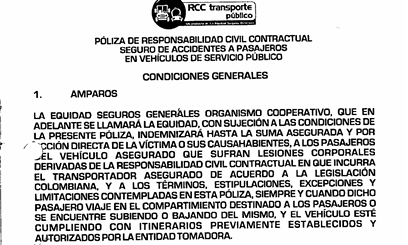 RCC transporte
público
PÓLIZA DE RESPONSABILIDAD CIVIL CONTRACTUAL
SEGURO DE ACCIDENTES A PASAJEROS
EN VEHÍCULOS DE SERVICIO PÚBLICO
CONDICIONES GENERALES
1. AMPAROS
LA EQUIDAD SEGUROS GENERALES ORGANISMO COOPERATIVO, QUE EN
ADELANTE SE LLAMARÁ LA EQUIDAD, CON SUJECIÓN A LAS CONDICIONES DE
LA PRESENTE PÓLIZA, INDEMNIZARÁ HASTA LA SUMA ASEGURADA Y POR
ACCIÓN DIRECTA DE LA VÍCTIMA O SUS CAUSAHABIENTES, A LOS PASAJEROS
DEL VEHÍCULO ASEGURADO QUE SUFRAN LESIONES CORPORALES
DERIVADAS DE LA RESPONSABILIDAD CIVIL CONTRACTUAL EN QUE INCURRA
EL TRANSPORTADOR ASEGURADO DE ACUERDO A LA LEGISLACIÓN
COLOMBIANA, Y A LOS TÉRMINOS, ESTIPULACIONES, EXCEPCIONES Y
LIMITACIONES CONTEMPLADAS EN ESTA PÓLIZA, SIEMPRE Y CUANDO DICHO
PASAJERO VIAJE EN EL COMPARTIMENTO DESTINADO A LOS PASAJEROS O
SE ENCUENTRE SUBIENDO O BAJANDO DEL MISMO, Y EL VEHÍCULO ESTÉ
CUMPLIENDO CON ITINERARIOS PREVIAMENTE ESTABLECIDOS Y
AUTORIZADOS POR LA ENTIDAD TOMADORA.